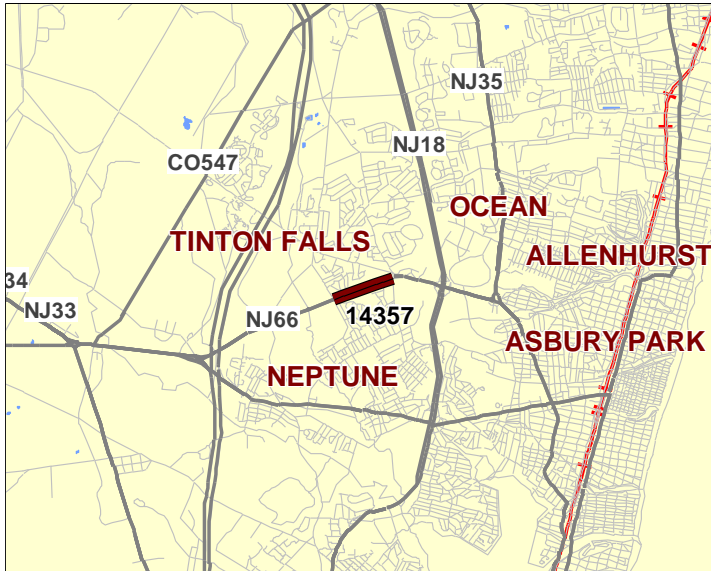 NJ35
NJ18
CO547
OCEAN
TINTON FALLS
ALLENHURST
34
NJ33
NJ66
14357
ASBURY PARK
NEPTUNE